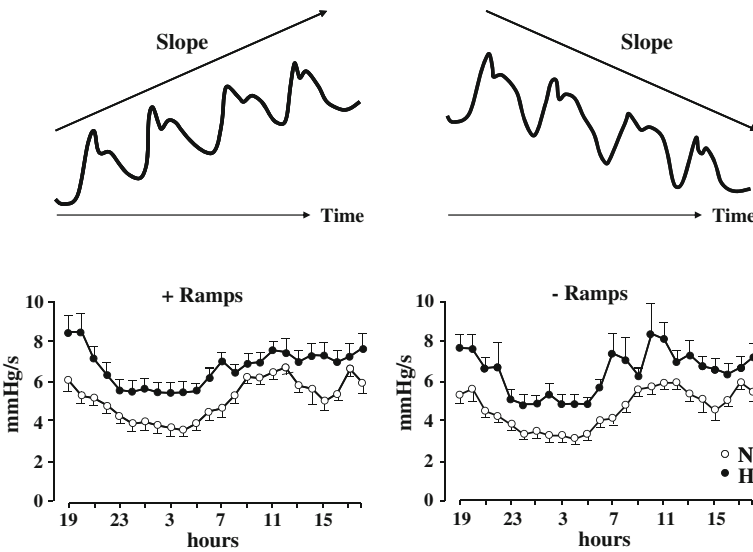 Slope
Slope
Time
Time
+ Ramps
- Ramps
mmHg/s
10
8
6
4
2
0
19 23 3 7 11 15
hours
mmHg/s
10
8
6
4
2
0
19 23 3 7 11 15
hours
N
H